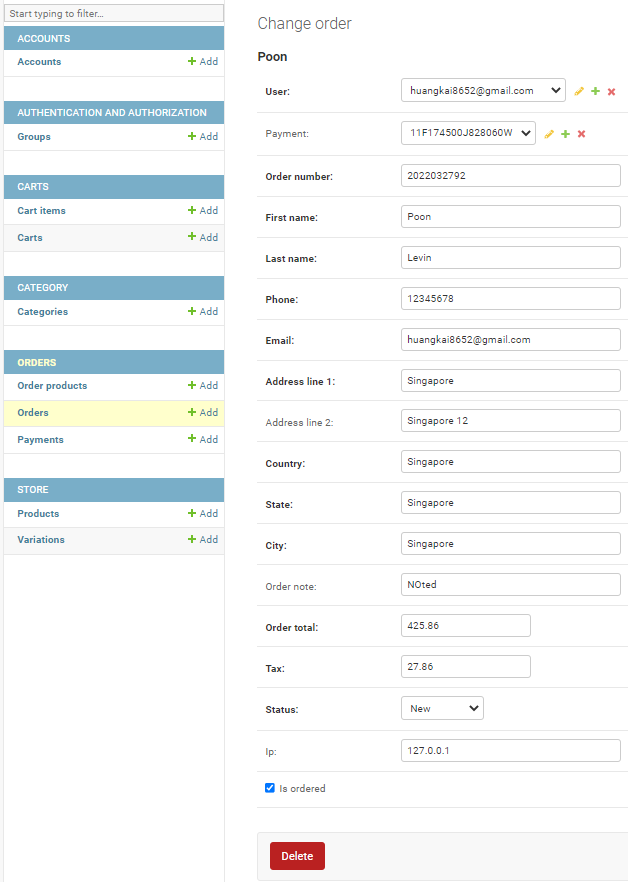 Start typing to filter...
ACCOUNTS
Accounts + Add
AUTHENTICATION AND AUTHORIZATION
Groups + Add
CARTS
Cart items + Add
Carts + Add
CATEGORY
Categories + Add
ORDERS
Order products + Add
Orders + Add
Payments + Add
STORE
Products + Add
Variations + Add
Change order
Poon
User: huangkai8652@gmail.com
Payment: 11F174500J828060W
Order number: 2022032792
First name: Poon
Last name: Levin
Phone: 12345678
Email: huangkai8652@gmail.com
Address line 1: Singapore
Address line 2: Singapore 12
Country: Singapore
State: Singapore
City: Singapore
Order note: NOted
Order total: 425.86
Tax: 27.86
Status: New
Ip: 127.0.0.1
Is ordered
Delete